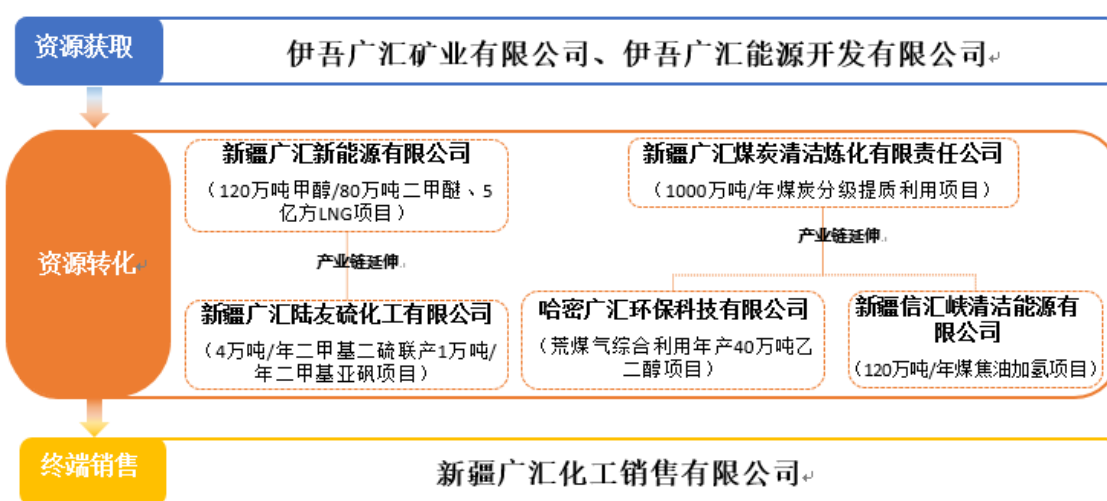 资源获取
伊吾广汇矿业有限公司、伊吾广汇能源开发有限公司
资源转化
新疆广汇新能源有限公司
（120万吨甲醇/80万吨二甲醚、5
亿方LNG项目）
产业链延伸
新疆广汇陆友硫化工有限公司
（4万吨/年二甲基二硫联产1万吨/
年二甲基亚砜项目）
新疆广汇煤炭清洁炼化有限责任公司
（1000万吨/年煤炭分级提质利用项目）
产业链延伸
哈密广汇环保科技有限公司
（荒煤气综合利用年产40万吨乙
二醇项目）
新疆信汇峡清洁能源有
限公司
（120万吨/年煤焦油加氢项目）
终端销售
新疆广汇化工销售有限公司